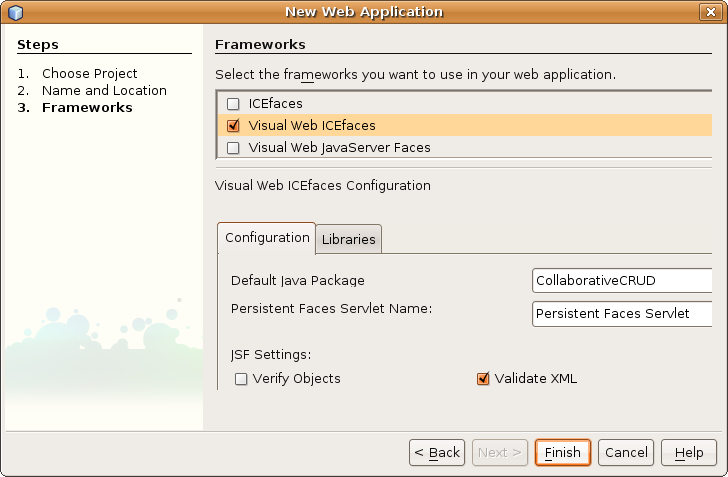 New Web Application
Steps
1. Choose Project
2. Name and Location
3. Frameworks
Frameworks
Select the frameworks you want to use in your web application.
ICEfaces
Visual Web ICEfaces
Visual Web JavaServer Faces
Visual Web ICEfaces Configuration
Configuration Libraries
Default Java Package CollaborativeCRUD
Persistent Faces Servlet Name: Persistent Faces Servlet
JSF Settings:
Verify Objects Validate XML
< Back Next > Finish Cancel Help